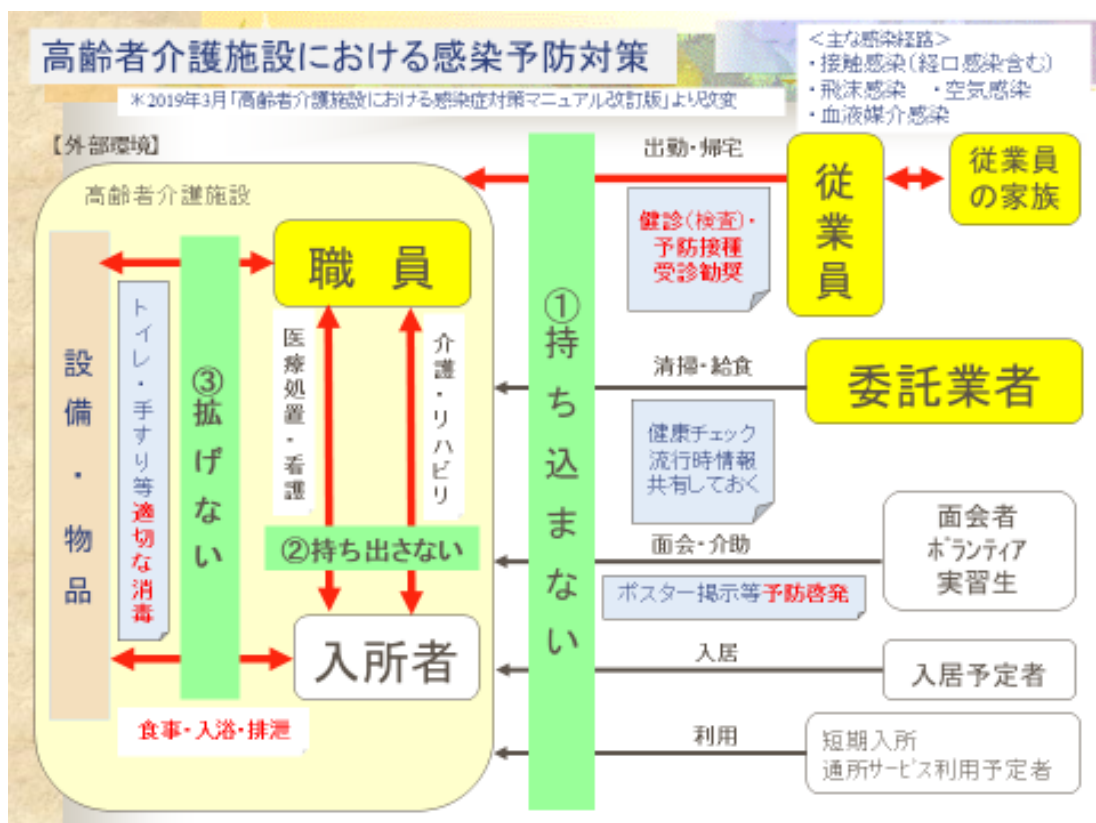 高齢者介護施設における感染予防対策
＊2019年3月「高齢者介護施設における感染症対策マニュアル改訂版」より改変
＜主な感染経路＞
・接触感染(経口感染含む)
・飛沫感染　・空気感染
・血液媒介感染
【外部環境】
高齢者介護施設
設備・物品
トイレ・手すり等適切な消毒
③拡げない
職員
医療処置・看護
介護・リハビリ
②持ち出さない
入所者
食事・入浴・排泄
①持ち込まない
出勤・帰宅
従業員
従業員
の家族
健診(検査)・
予防接種
受診勧奨
清掃・給食
委託業者
健康チェック
流行時情報
共有しておく
面会・介助
面会者
ボランティア
実習生
ポスター掲示等予防啓発
入居
入居予定者
利用
短期入所
通所サービス利用予定者